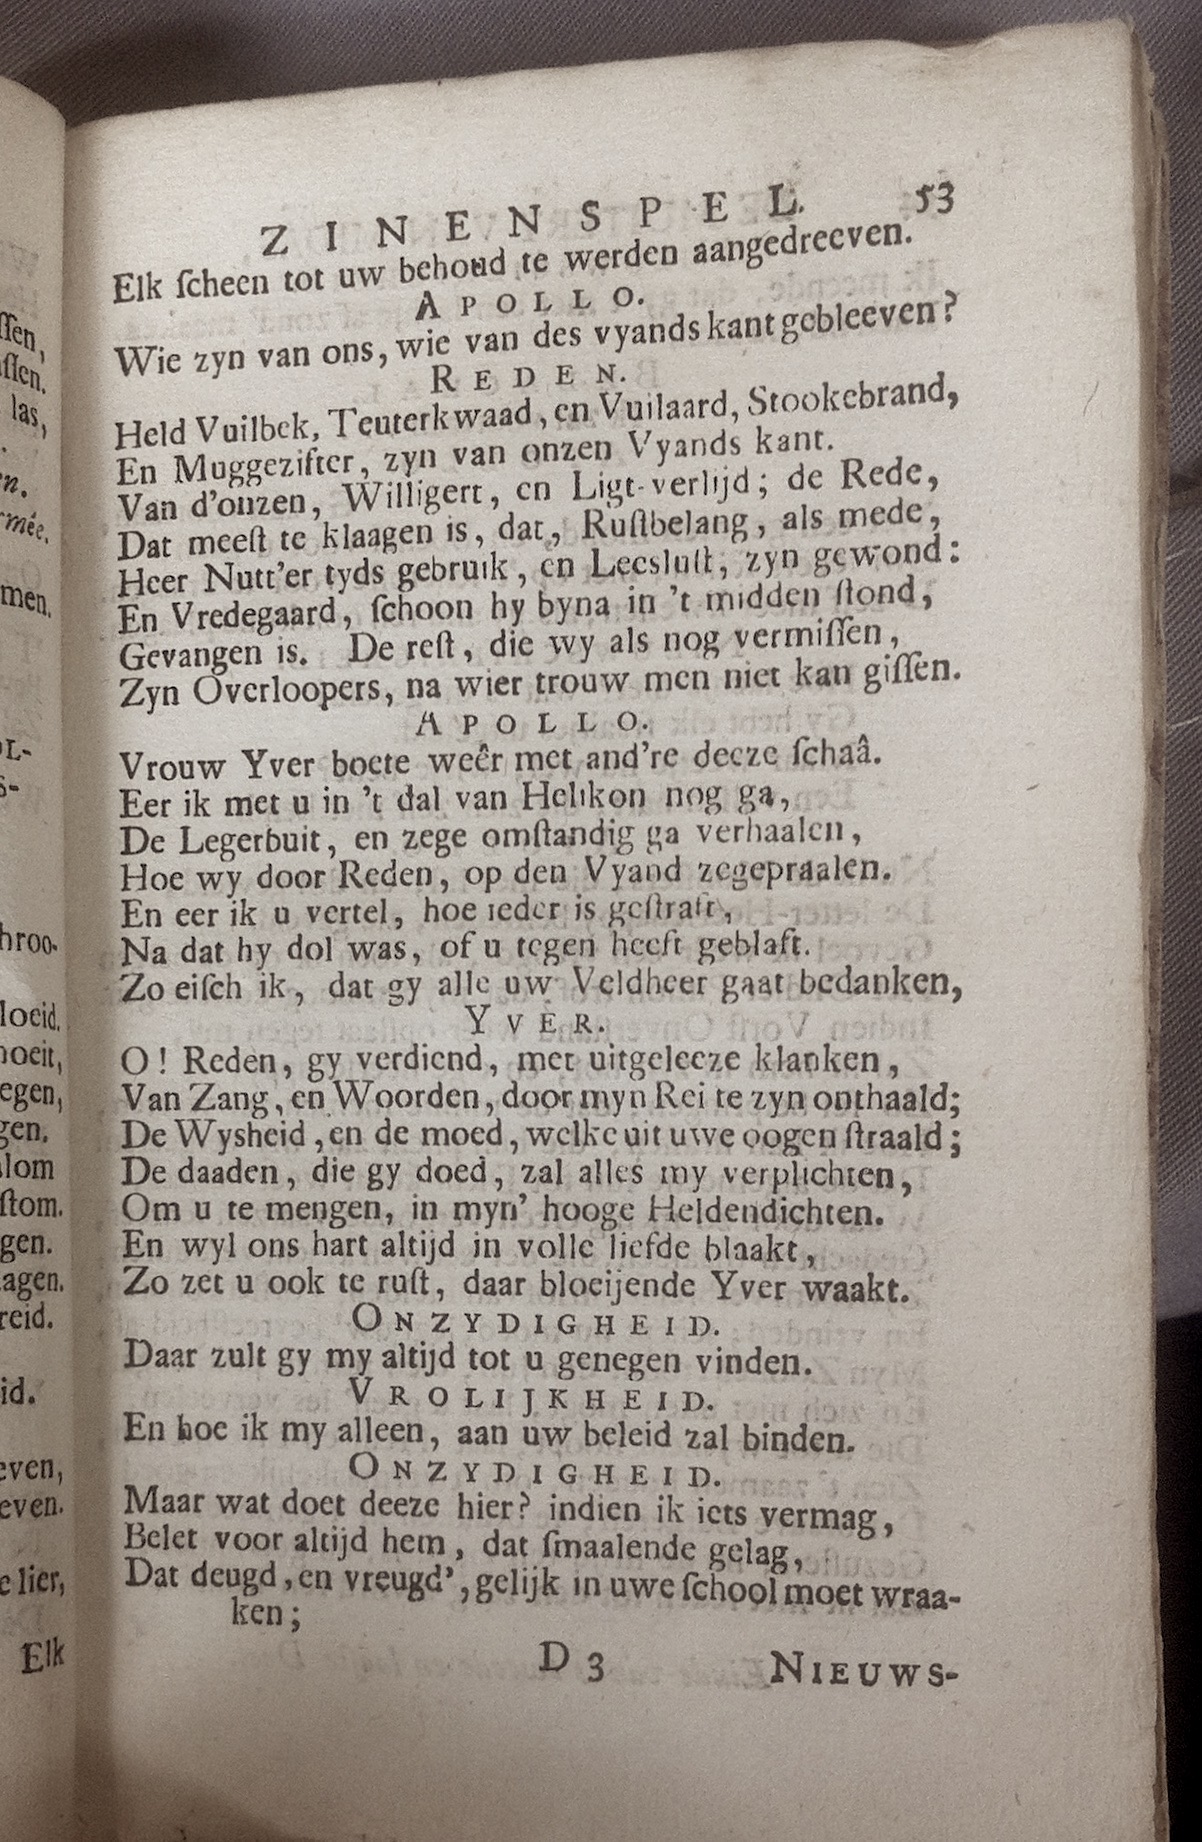 ZINENSPEL. 53
Elk ſcheen tot uw behoud te werden aangedreeven.
APOLLO.
Wie zyn van ons, wie van des vyands kant gebleeven?
REDEN.
Held Vuilbek, Teuterkwaad, en Vuilaard, Stookebrand,
En Muggezifter, zyn van onzen Vyands kant.
Van d'onzen, Willigert, en Ligt-verlijd; de Rede,
Dat meeſt te klaagen is, dat, Ruſtbelang, als mede,
Heer Nutt'er tyds gebruik, en Leesluſt, zyn gewond:
En Vredegaard, ſchoon hy byna in 't midden ſtond,
Gevangen is. De reſt, die wy als nog vermiſſen,
Zyn Overloopers, na wier trouw men niet kan giſſen.
APOLLO.
Vrouw Yver boete weêr met and're deeze ſchaâ.
Eer ik met u in 't dal van Helikon nog ga,
De Legerbuit, en zege omſtandig ga verhaalen,
Hoe wy door Reden, op den Vyand zegepraalen.
En eer ik u vertel, hoe ieder is geſtraft,
Na dat hy dol was, of u tegen heeft geblaft.
Zo eiſch ik, dat gy alle uw Veldheer gaat bedanken,
YVER.
O! Reden, gy verdiend, met uitgeleeze klanken,
Van Zang, en Woorden, door myn Rei te zyn onthaald;
De Wysheid, en de moed, welke uit uwe oogen ſtraald;
De daaden, die gy doed, zal alles my verplichten,
Om u te mengen, in myn' hooge Heldendichten.
En wyl ons hart altijd in volle liefde blaakt,
Zo zet u ook te ruſt, daar bloeijende Yver waakt.
ONZYDIGHEID.
Daar zult gy my altijd tot u genegen vinden.
VROLIJKHEID.
En hoe ik my alleen, aan uw beleid zal binden.
ONZYDIGHEID.
Maar wat doet deeze hier? indien ik iets vermag,
Belet voor altijd hem, dat ſmaalende gelag,
Dat deugd, en vreugd', gelijk in uwe ſchool moet wraa-
ken;
D 3 NIEUWS-
ſſen,
las,
men.
loeid.
egen,
ſtom.
id.
even,
even.
lier,
Elk